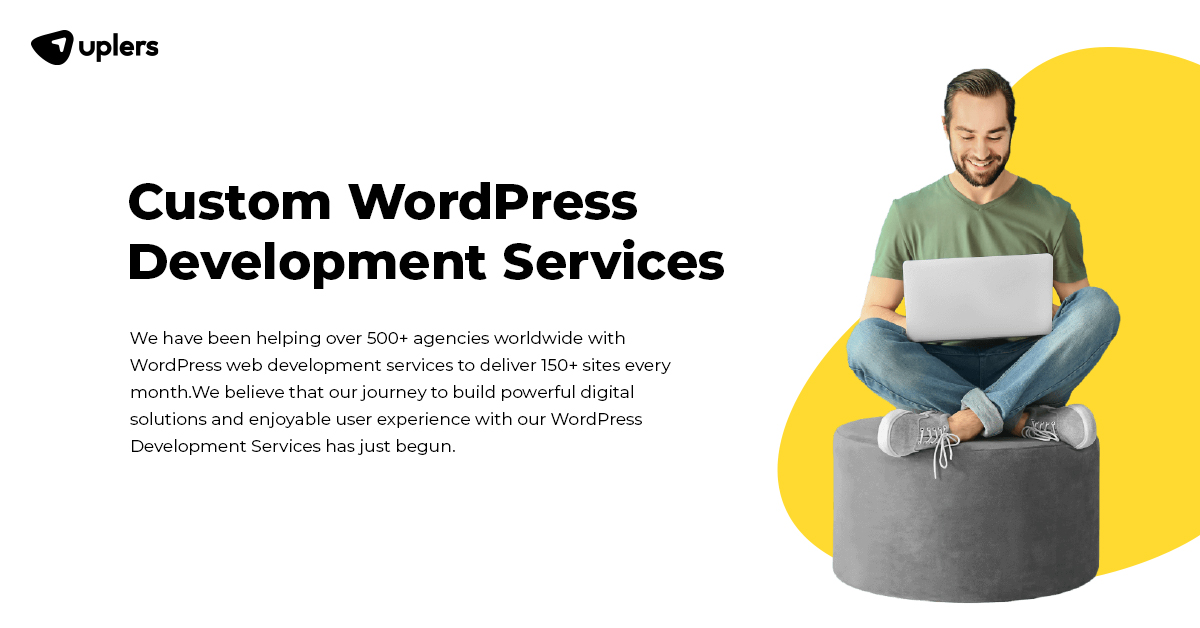 uplers
Custom WordPress
Development Services
We have been helping over 500+ agencies worldwide with
WordPress web development services to deliver 150+ sites every
month.We believe that our journey to build powerful digital
solutions and enjoyable user experience with our WordPress
Development Services has just begun.